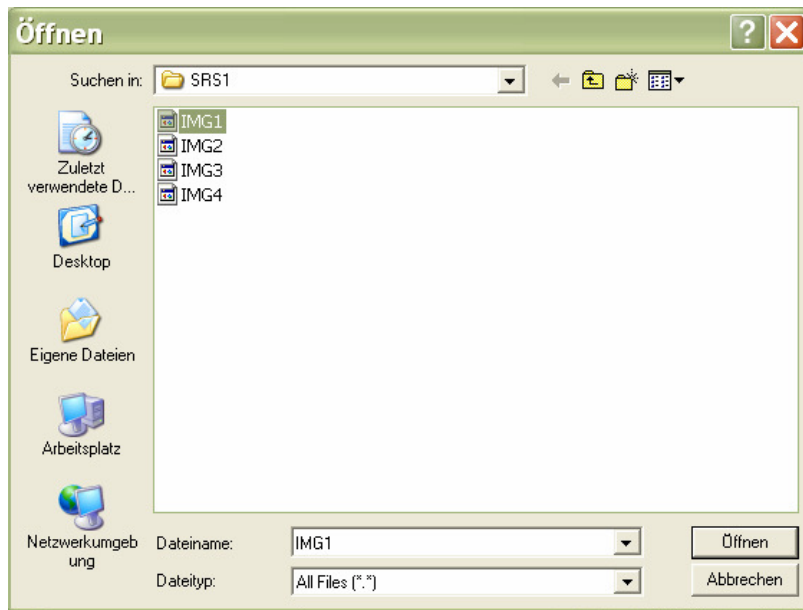 Öffnen
Suchen in: SRS1
IMG1
IMG2
IMG3
IMG4
Zuletzt
verwendete D...
Desktop
Eigene Dateien
Arbeitsplatz
Netzwerkumgeb
ung
Dateiname: IMG1 Öffnen
Dateityp: All Files (*.*) Abbrechen